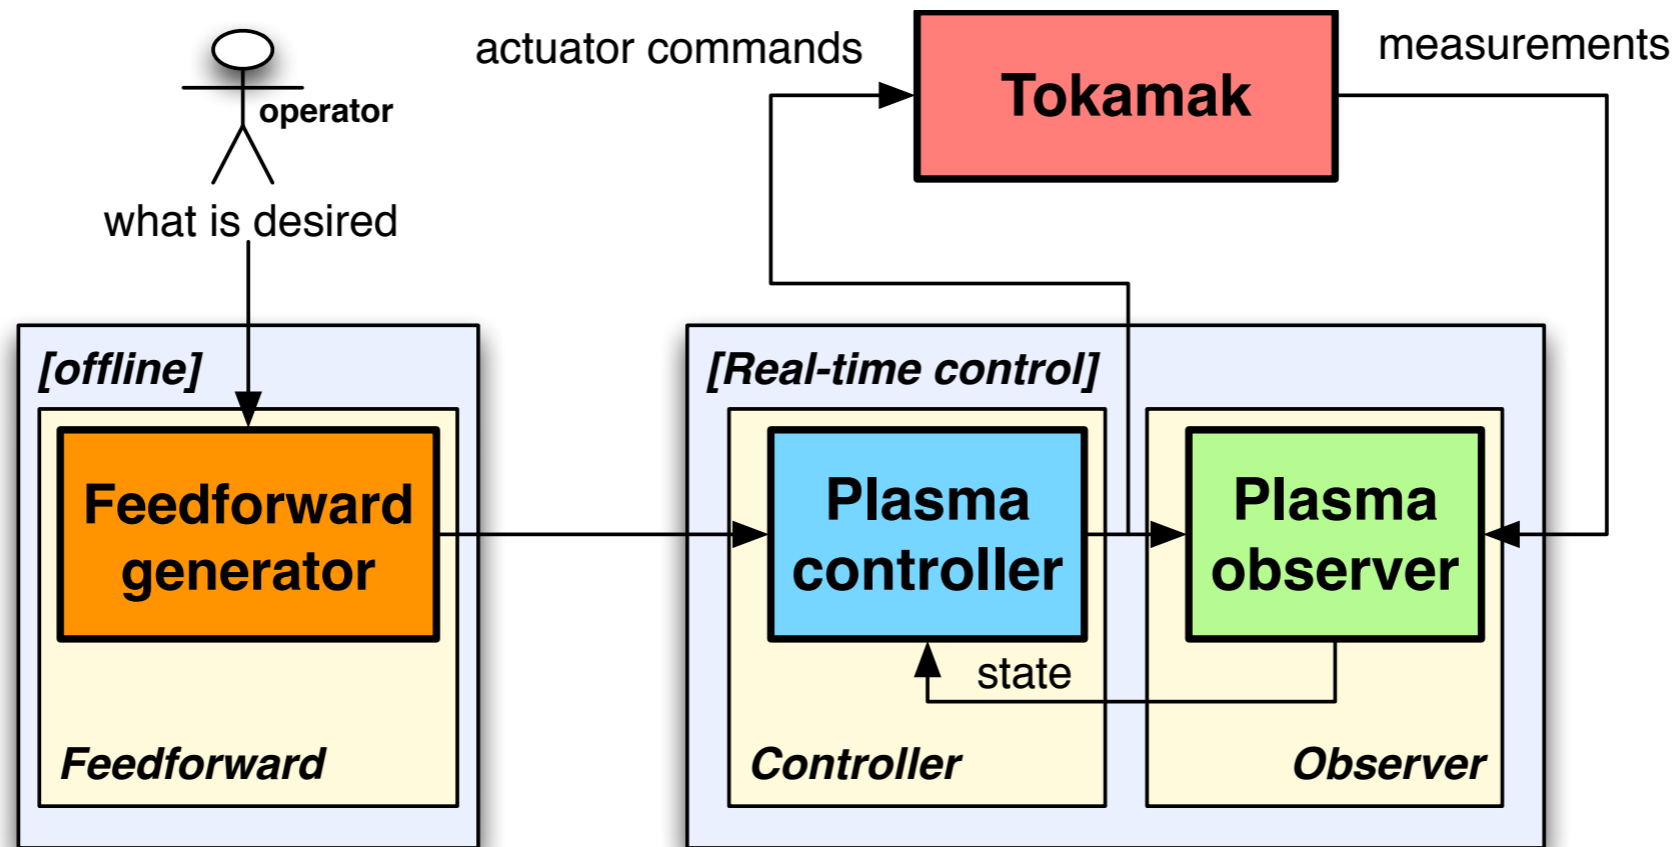 actuator commands
Tokamak
measurements
operator
what is desired
[offline]
Feedforward
generator
Feedforward
[Real-time control]
Plasma
controller
state
Controller
Plasma
observer
Observer